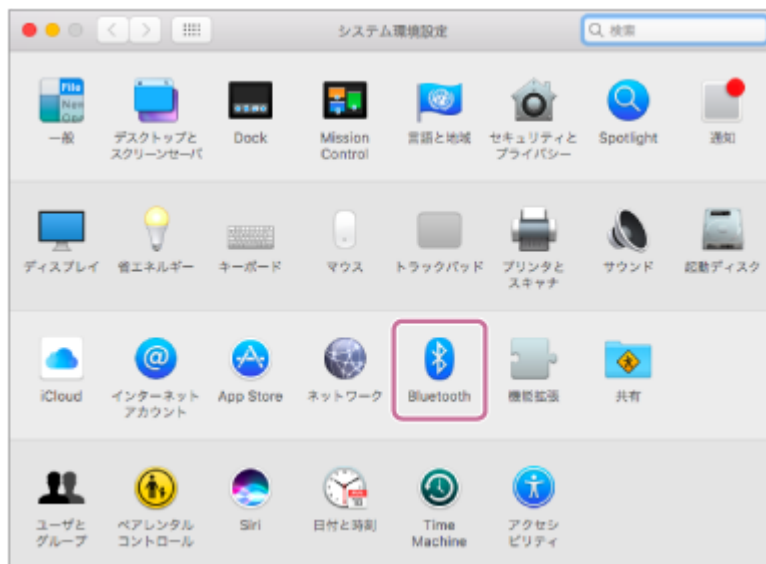 システム環境設定
検索
一般
デスクトップと
スクリーンセーバ
Dock
Mission
Control
言語と地域
セキュリティと
プライバシー
Spotlight
通知
ディスプレイ
省エネルギー
キーボード
マウス
トラックパッド
プリンタと
スキャナ
サウンド
起動ディスク
iCloud
インターネット
アカウント
App Store
ネットワーク
Bluetooth
機能拡張
共有
ユーザと
グループ
ペアレンタル
コントロール
Siri
日付と時刻
Time
Machine
アクセシ
ビリティ